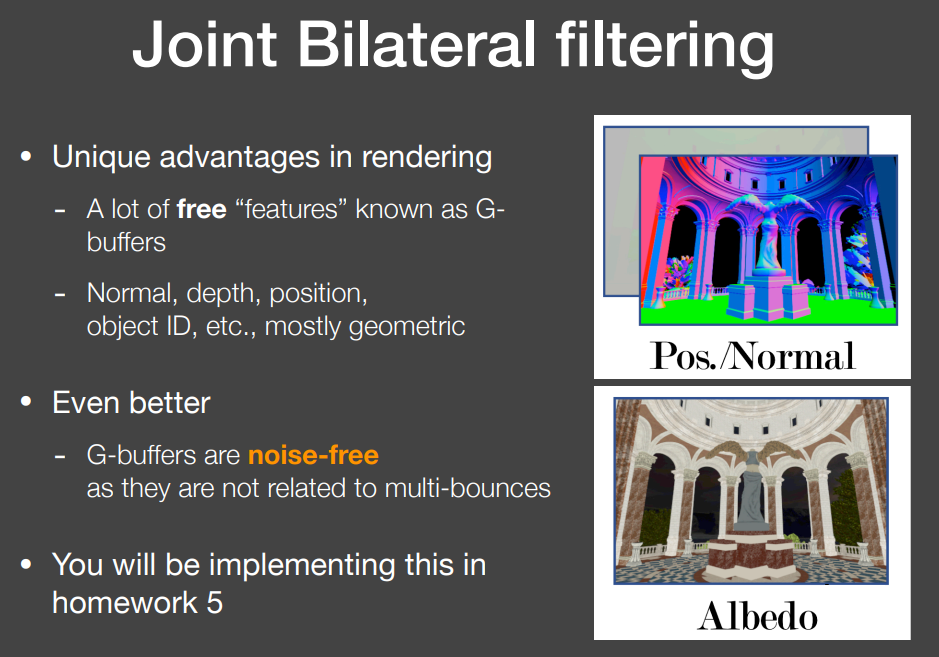 Joint Bilateral filtering
• Unique advantages in rendering
- A lot of free “features” known as G-
buffers
- Normal, depth, position,
object ID, etc., mostly geometric
• Even better
- G-buffers are noise-free
as they are not related to multi-bounces
• You will be implementing this in
homework 5
Pos./Normal
Albedo